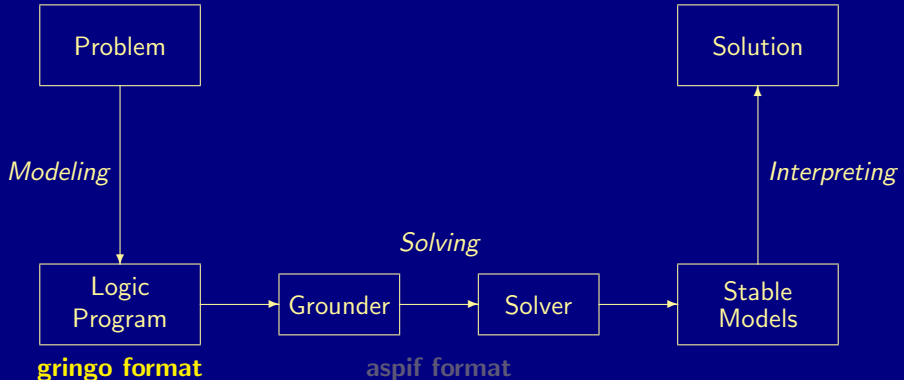 Problem
Solution
Modeling
Interpreting
Solving
Logic
Program
Grounder
Solver
Stable
Models
gringo format
aspif format